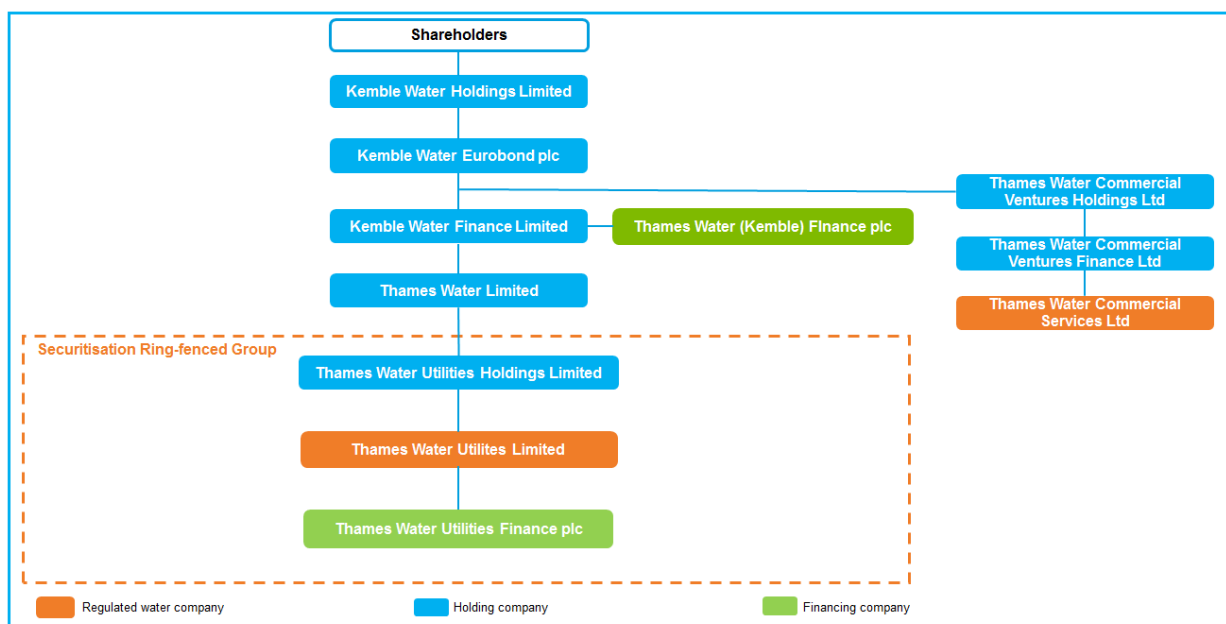 Shareholders
Kemble Water Holdings Limited
Kemble Water Eurobond plc
Thames Water Commercial
Ventures Holdings Ltd
Kemble Water Finance Limited
Thames Water (Kemble) FInance plc
Thames Water Commercial
Ventures Finance Ltd
Thames Water Limited
Thames Water Commercial
Services Ltd
Securitisation Ring-fenced Group
Thames Water Utilities Holdings Limited
Thames Water Utilites Limited
Thames Water Utilities Finance plc
Regulated water company
Holding company
Financing company